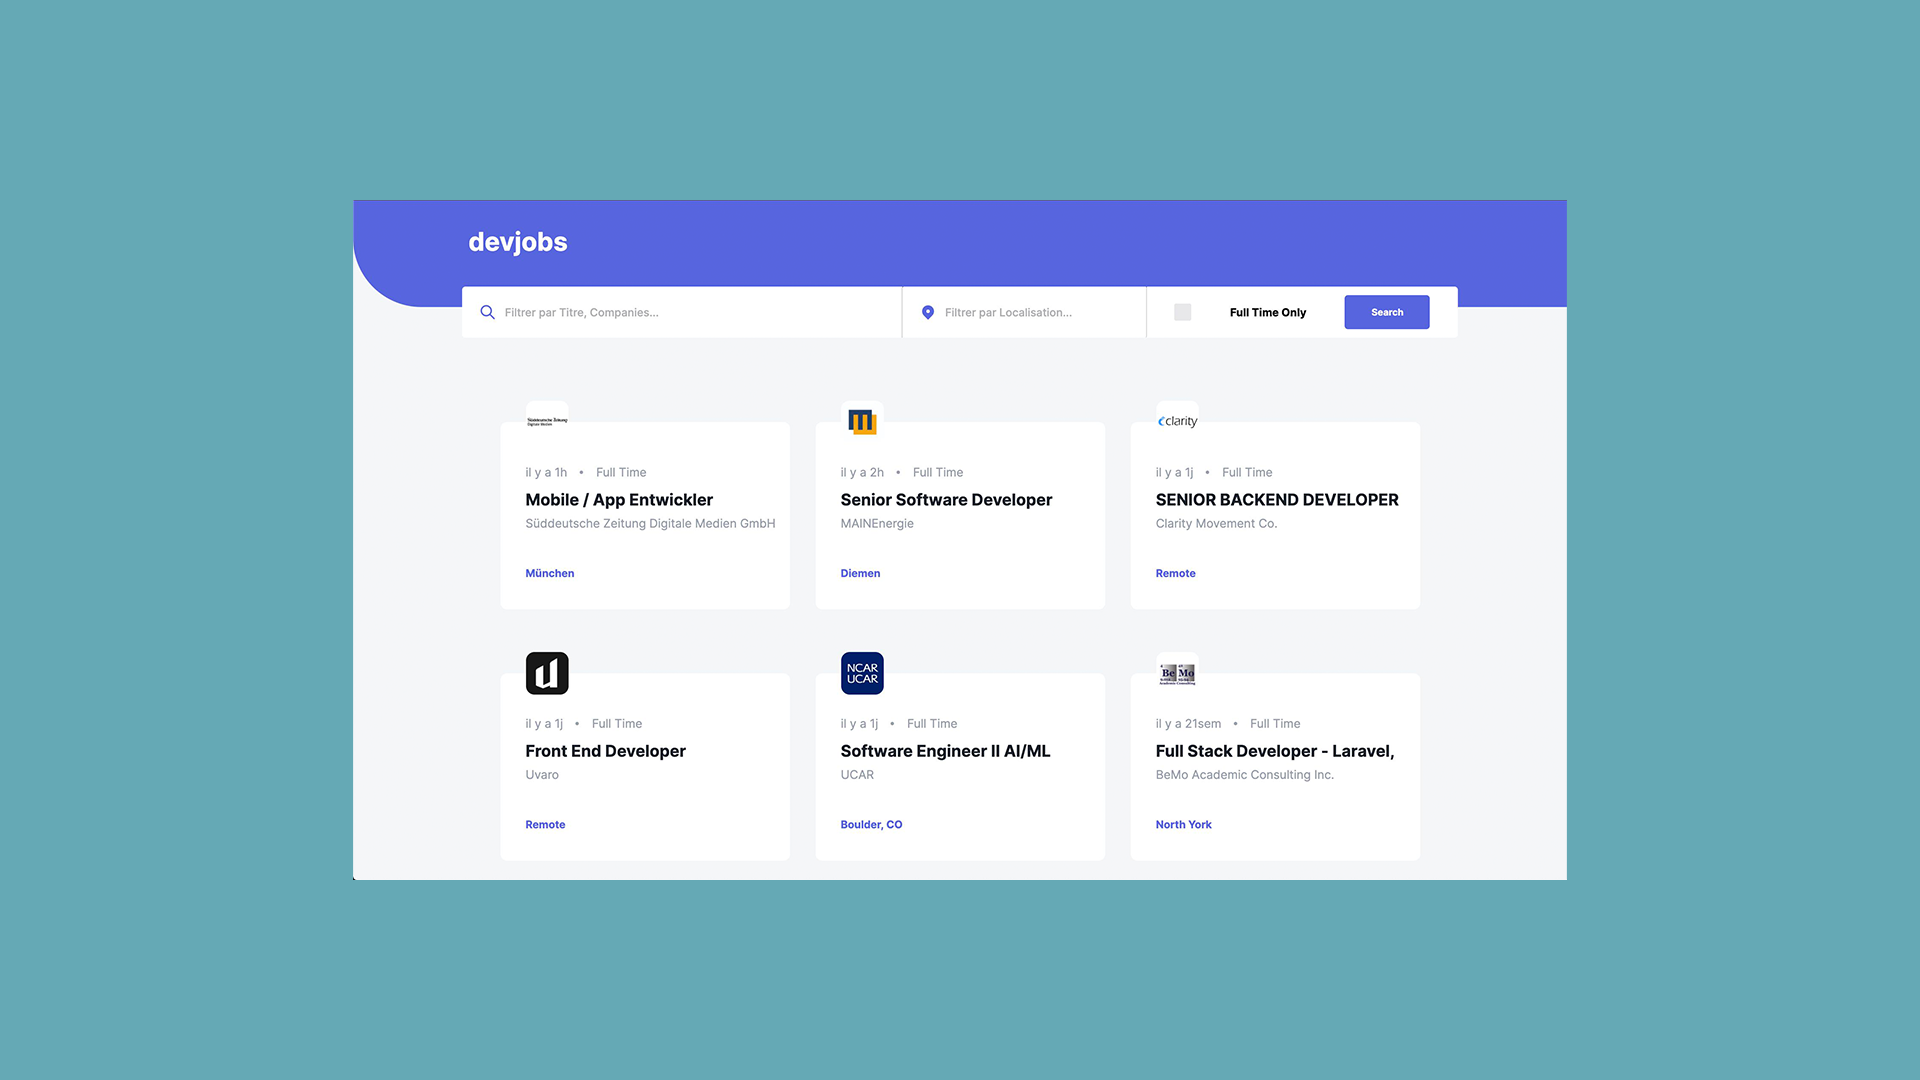 devjobs
Filtrer par Titre, Companies...
Filtrer par Localisation...
Full Time Only
Search
Süddeutsche Zeitung
Digitale Medien
clarity
il y a 1h • Full Time
Mobile / App Entwickler
Süddeutsche Zeitung Digitale Medien GmbH
München
il y a 2h • Full Time
Senior Software Developer
MAINEnergie
Diemen
il y a 1j • Full Time
SENIOR BACKEND DEVELOPER
Clarity Movement Co.
Remote
NCAR
UCAR
Be Mo
Academic Consulting
il y a 1j • Full Time
Front End Developer
Uvaro
Remote
il y a 1j • Full Time
Software Engineer II AI/ML
UCAR
Boulder, CO
il y a 21sem • Full Time
Full Stack Developer - Laravel,
BeMo Academic Consulting Inc.
North York